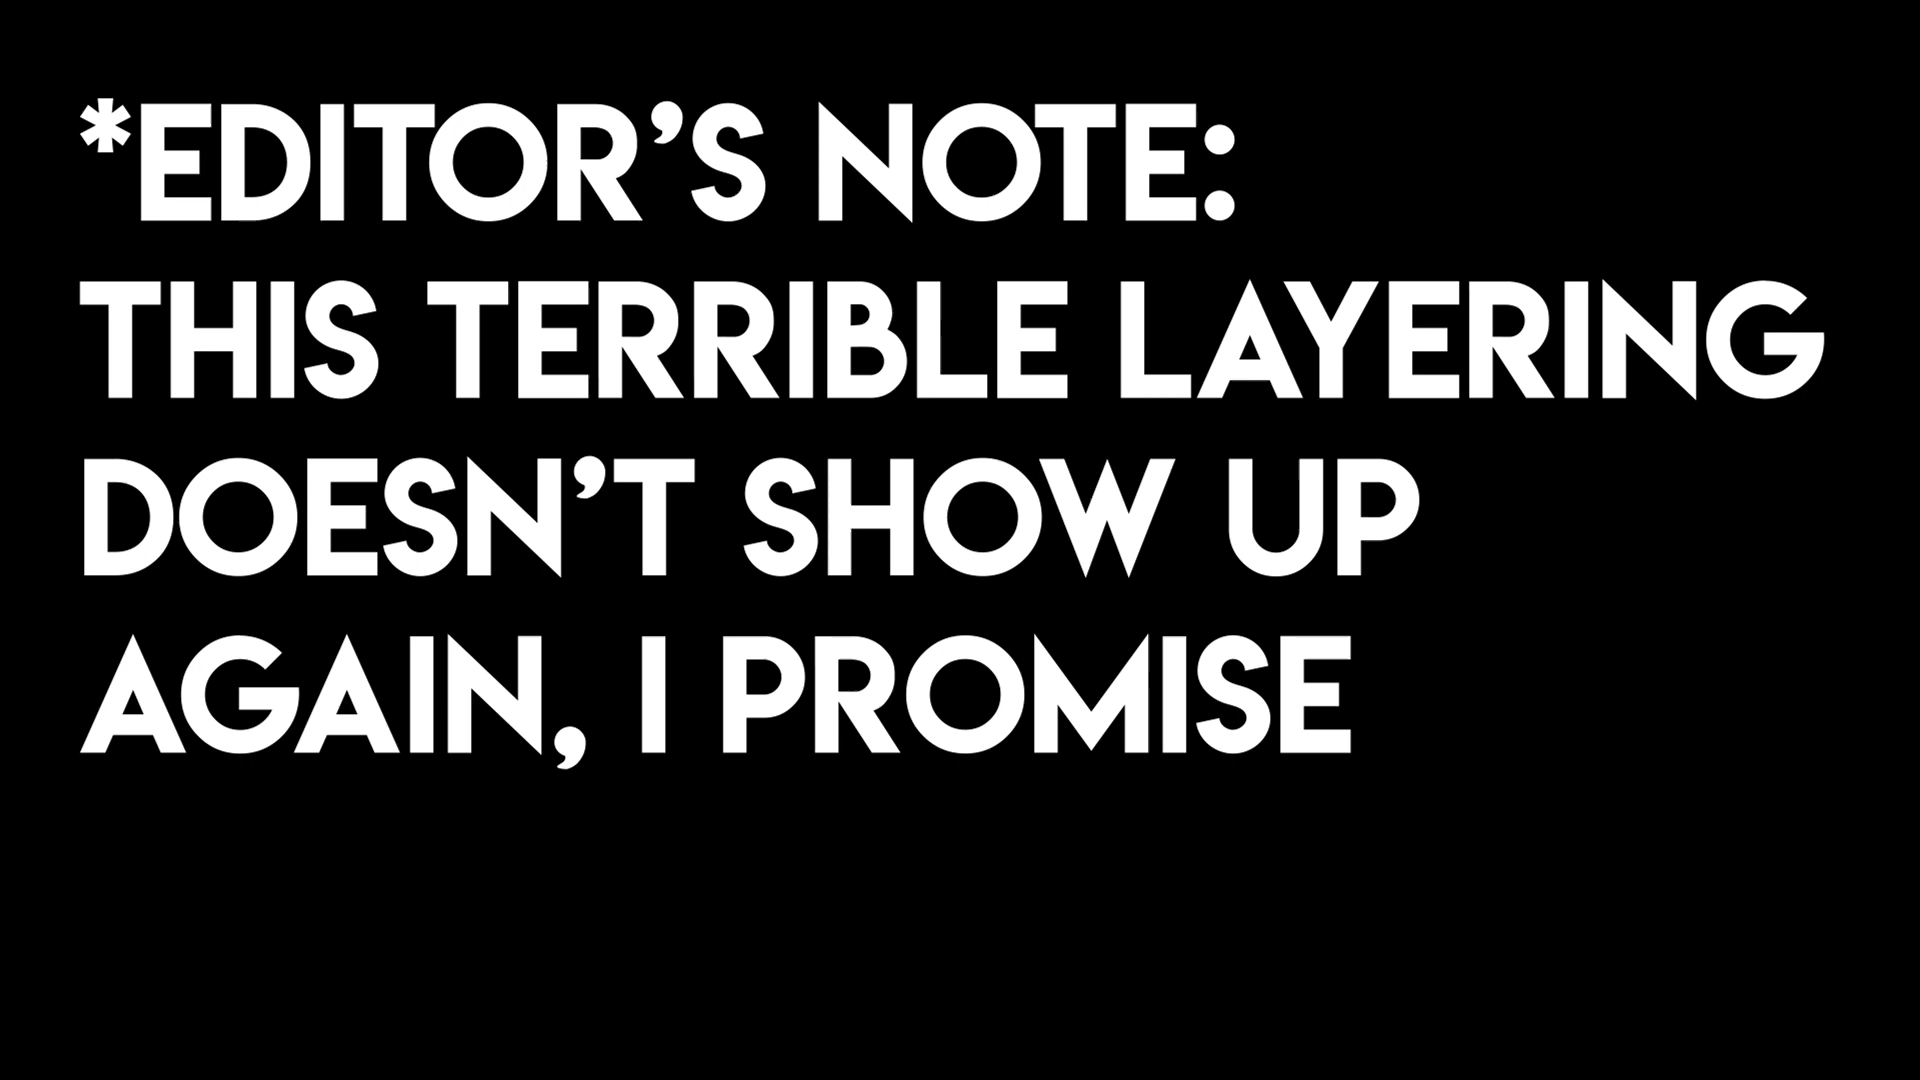 *EDITOR’S NOTE:
THIS TERRIBLE LAYERING
DOESN’T SHOW UP
AGAIN, I PROMISE